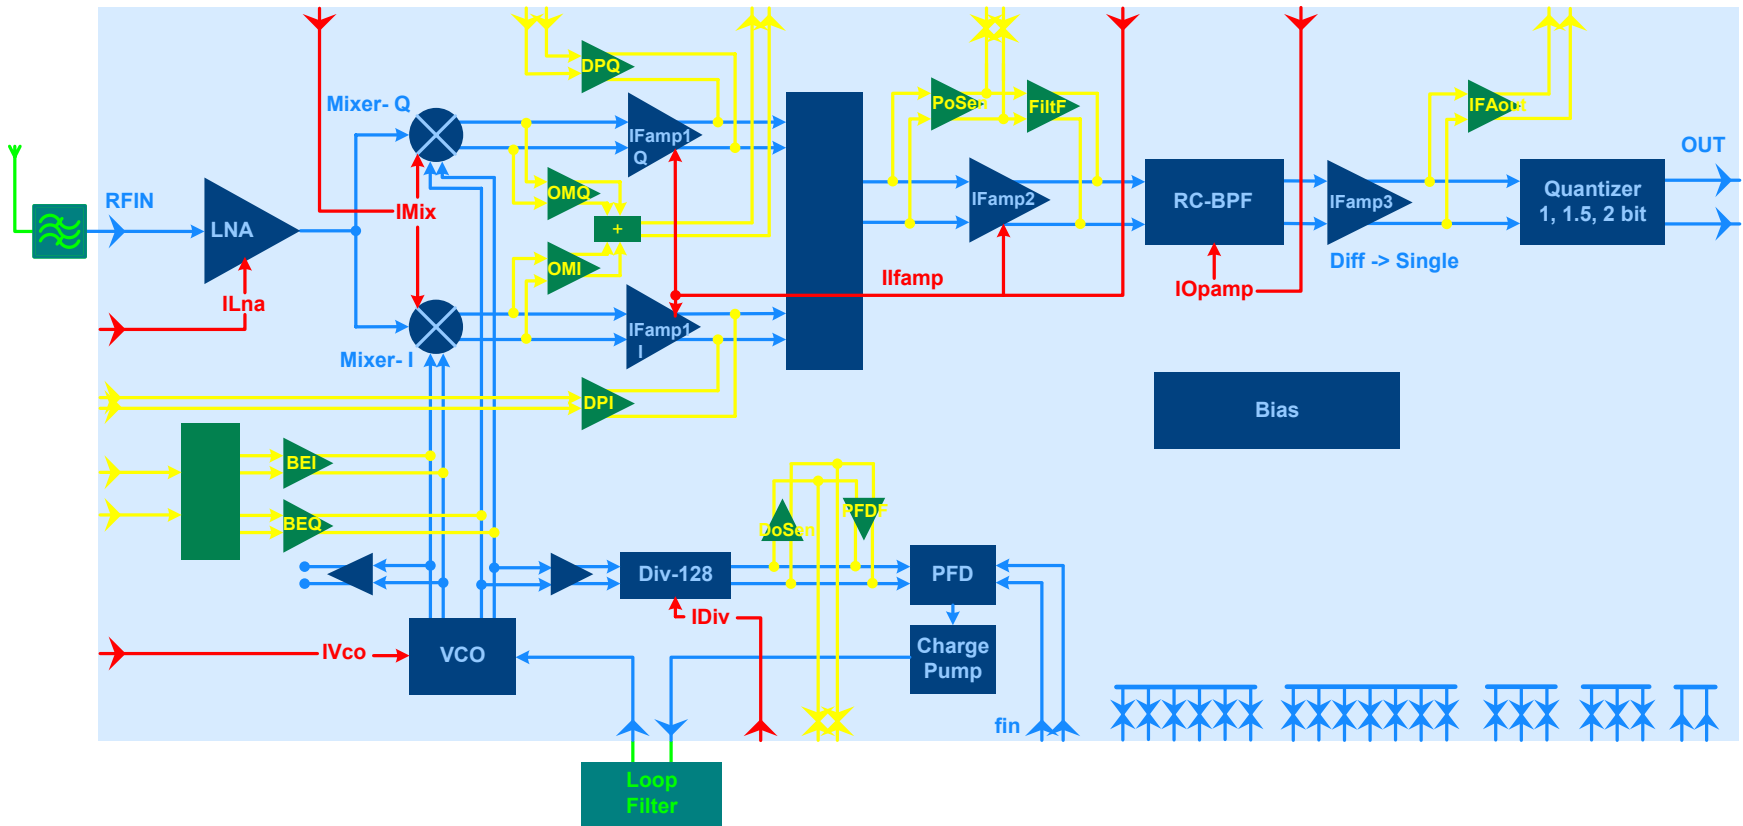 DPQ
Mixer- Q
IFamp1
Q
PoSen
FiltF
IFAout
OUT
RFIN
LNA
IMix
OMQ
+
OMI
IFamp2
RC-BPF
IFamp3
Quantizer
1, 1.5, 2 bit
Diff -> Single
IIfamp
IOpamp
ILna
Mixer- I
IFamp1
I
DPI
Bias
BEI
BEQ
DoSen
PFDF
Div-128
PFD
IDiv
IVco
VCO
Charge
Pump
fin
Loop
Filter